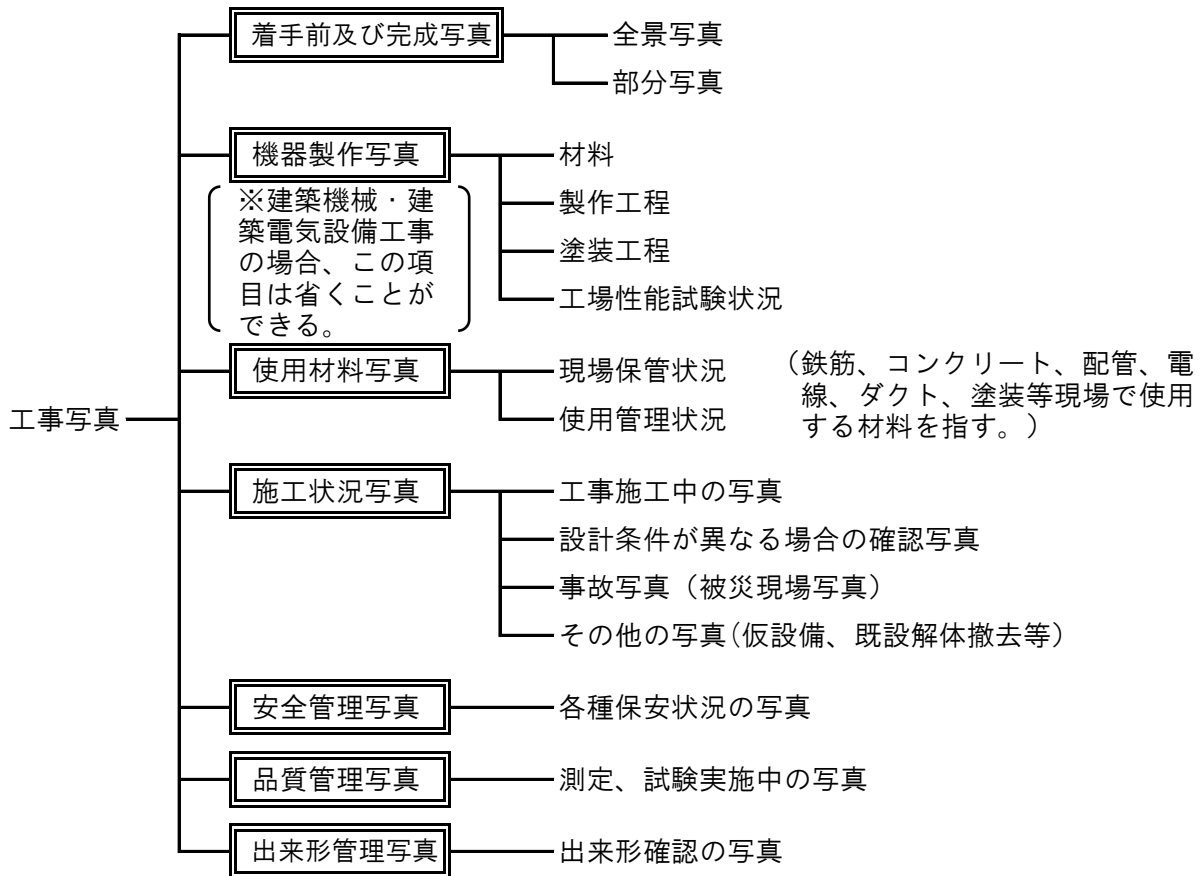 着手前及び完成写真
全景写真
部分写真
機器製作写真
※建築機械・建
築電気設備工事
の場合、この項
目は省くことが
できる。
材料
製作工程
塗装工程
工場性能試験状況
使用材料写真
現場保管状況
使用管理状況
（鉄筋、コンクリート、配管、電
線、ダクト、塗装等現場で使用
する材料を指す。）
工事写真
施工状況写真
工事施工中の写真
設計条件が異なる場合の確認写真
事故写真（被災現場写真）
その他の写真（仮設備、既設解体撤去等）
安全管理写真
各種保安状況の写真
品質管理写真
測定、試験実施中の写真
出来形管理写真
出来形確認の写真